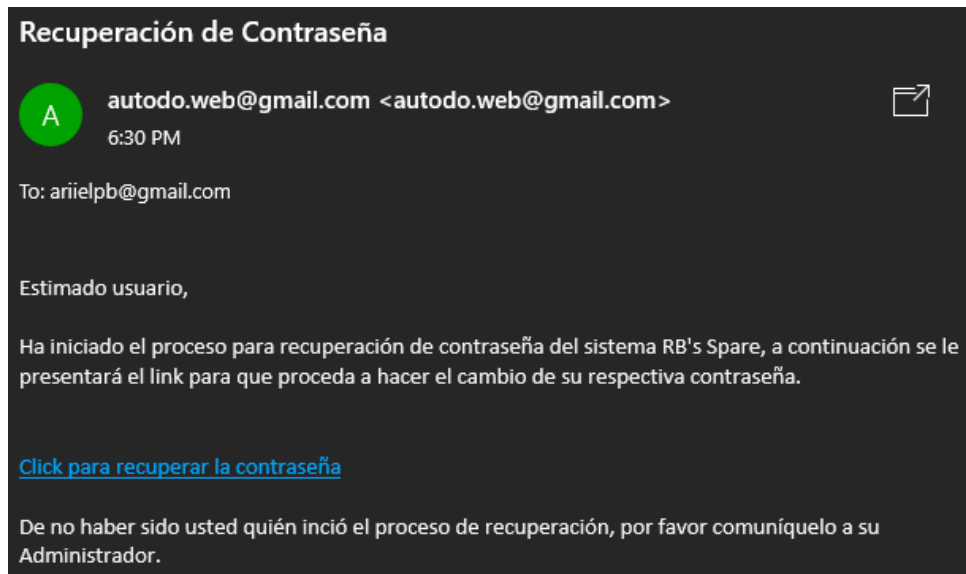 Recuperación de Contraseña
A
autodo.web@gmail.com <autodo.web@gmail.com>
6:30 PM
To: ariielpb@gmail.com
Estimado usuario,
Ha iniciado el proceso para recuperación de contraseña del sistema RB's Spare, a continuación se le
presentará el link para que proceda a hacer el cambio de su respectiva contraseña.
Click para recuperar la contraseña
De no haber sido usted quién inció el proceso de recuperación, por favor comuníquelo a su
Administrador.